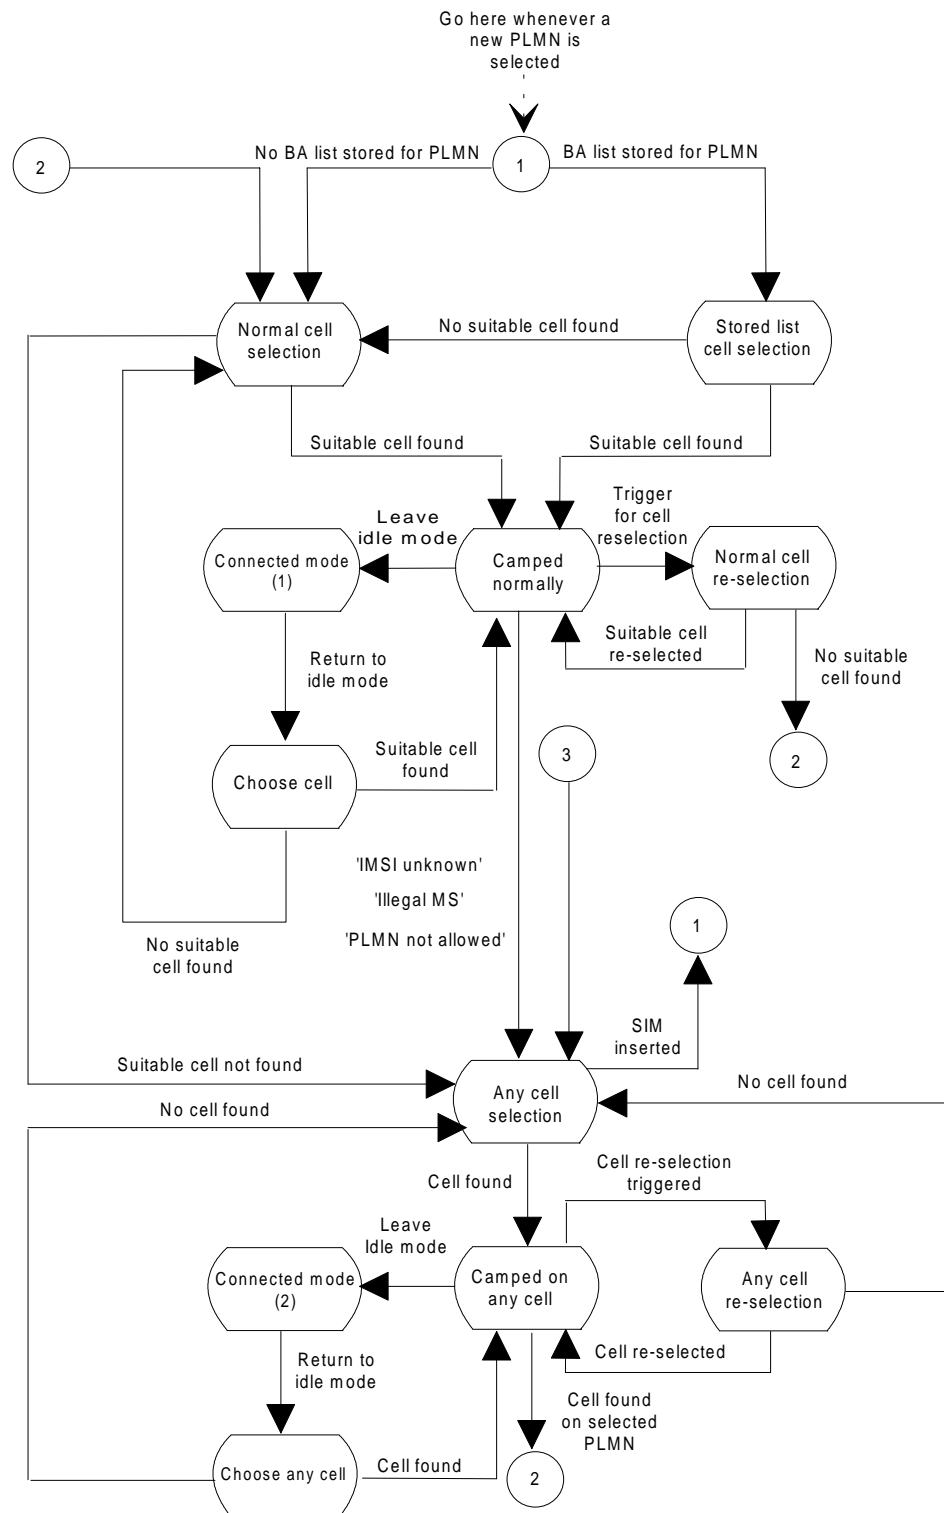 Go here whenever a
new PLMN is
selected
2
No BA list stored for PLMN
1
BA list stored for PLMN
Normal cell
selection
No suitable cell found
Stored list
cell selection
Suitable cell found
Suitable cell found
Leave
idle mode
Trigger
for cell
reselection
Connected mode
(1)
Camped
normally
Normal cell
re-selection
Suitable cell
re-selected
No suitable
cell found
Return to
idle mode
Choose cell
Suitable cell
found
3
2
'IMSI unknown'
'Illegal MS'
'PLMN not allowed'
No suitable
cell found
1
SIM
inserted
Suitable cell not found
No cell found
Any cell
selection
No cell found
Cell found
Cell re-selection
triggered
Leave
Idle mode
Connected mode
(2)
Camped on
any cell
Any cell
re-selection
Return to
idle mode
Cell re-selected
Cell found
on selected
PLMN
Choose any cell
Cell found
2